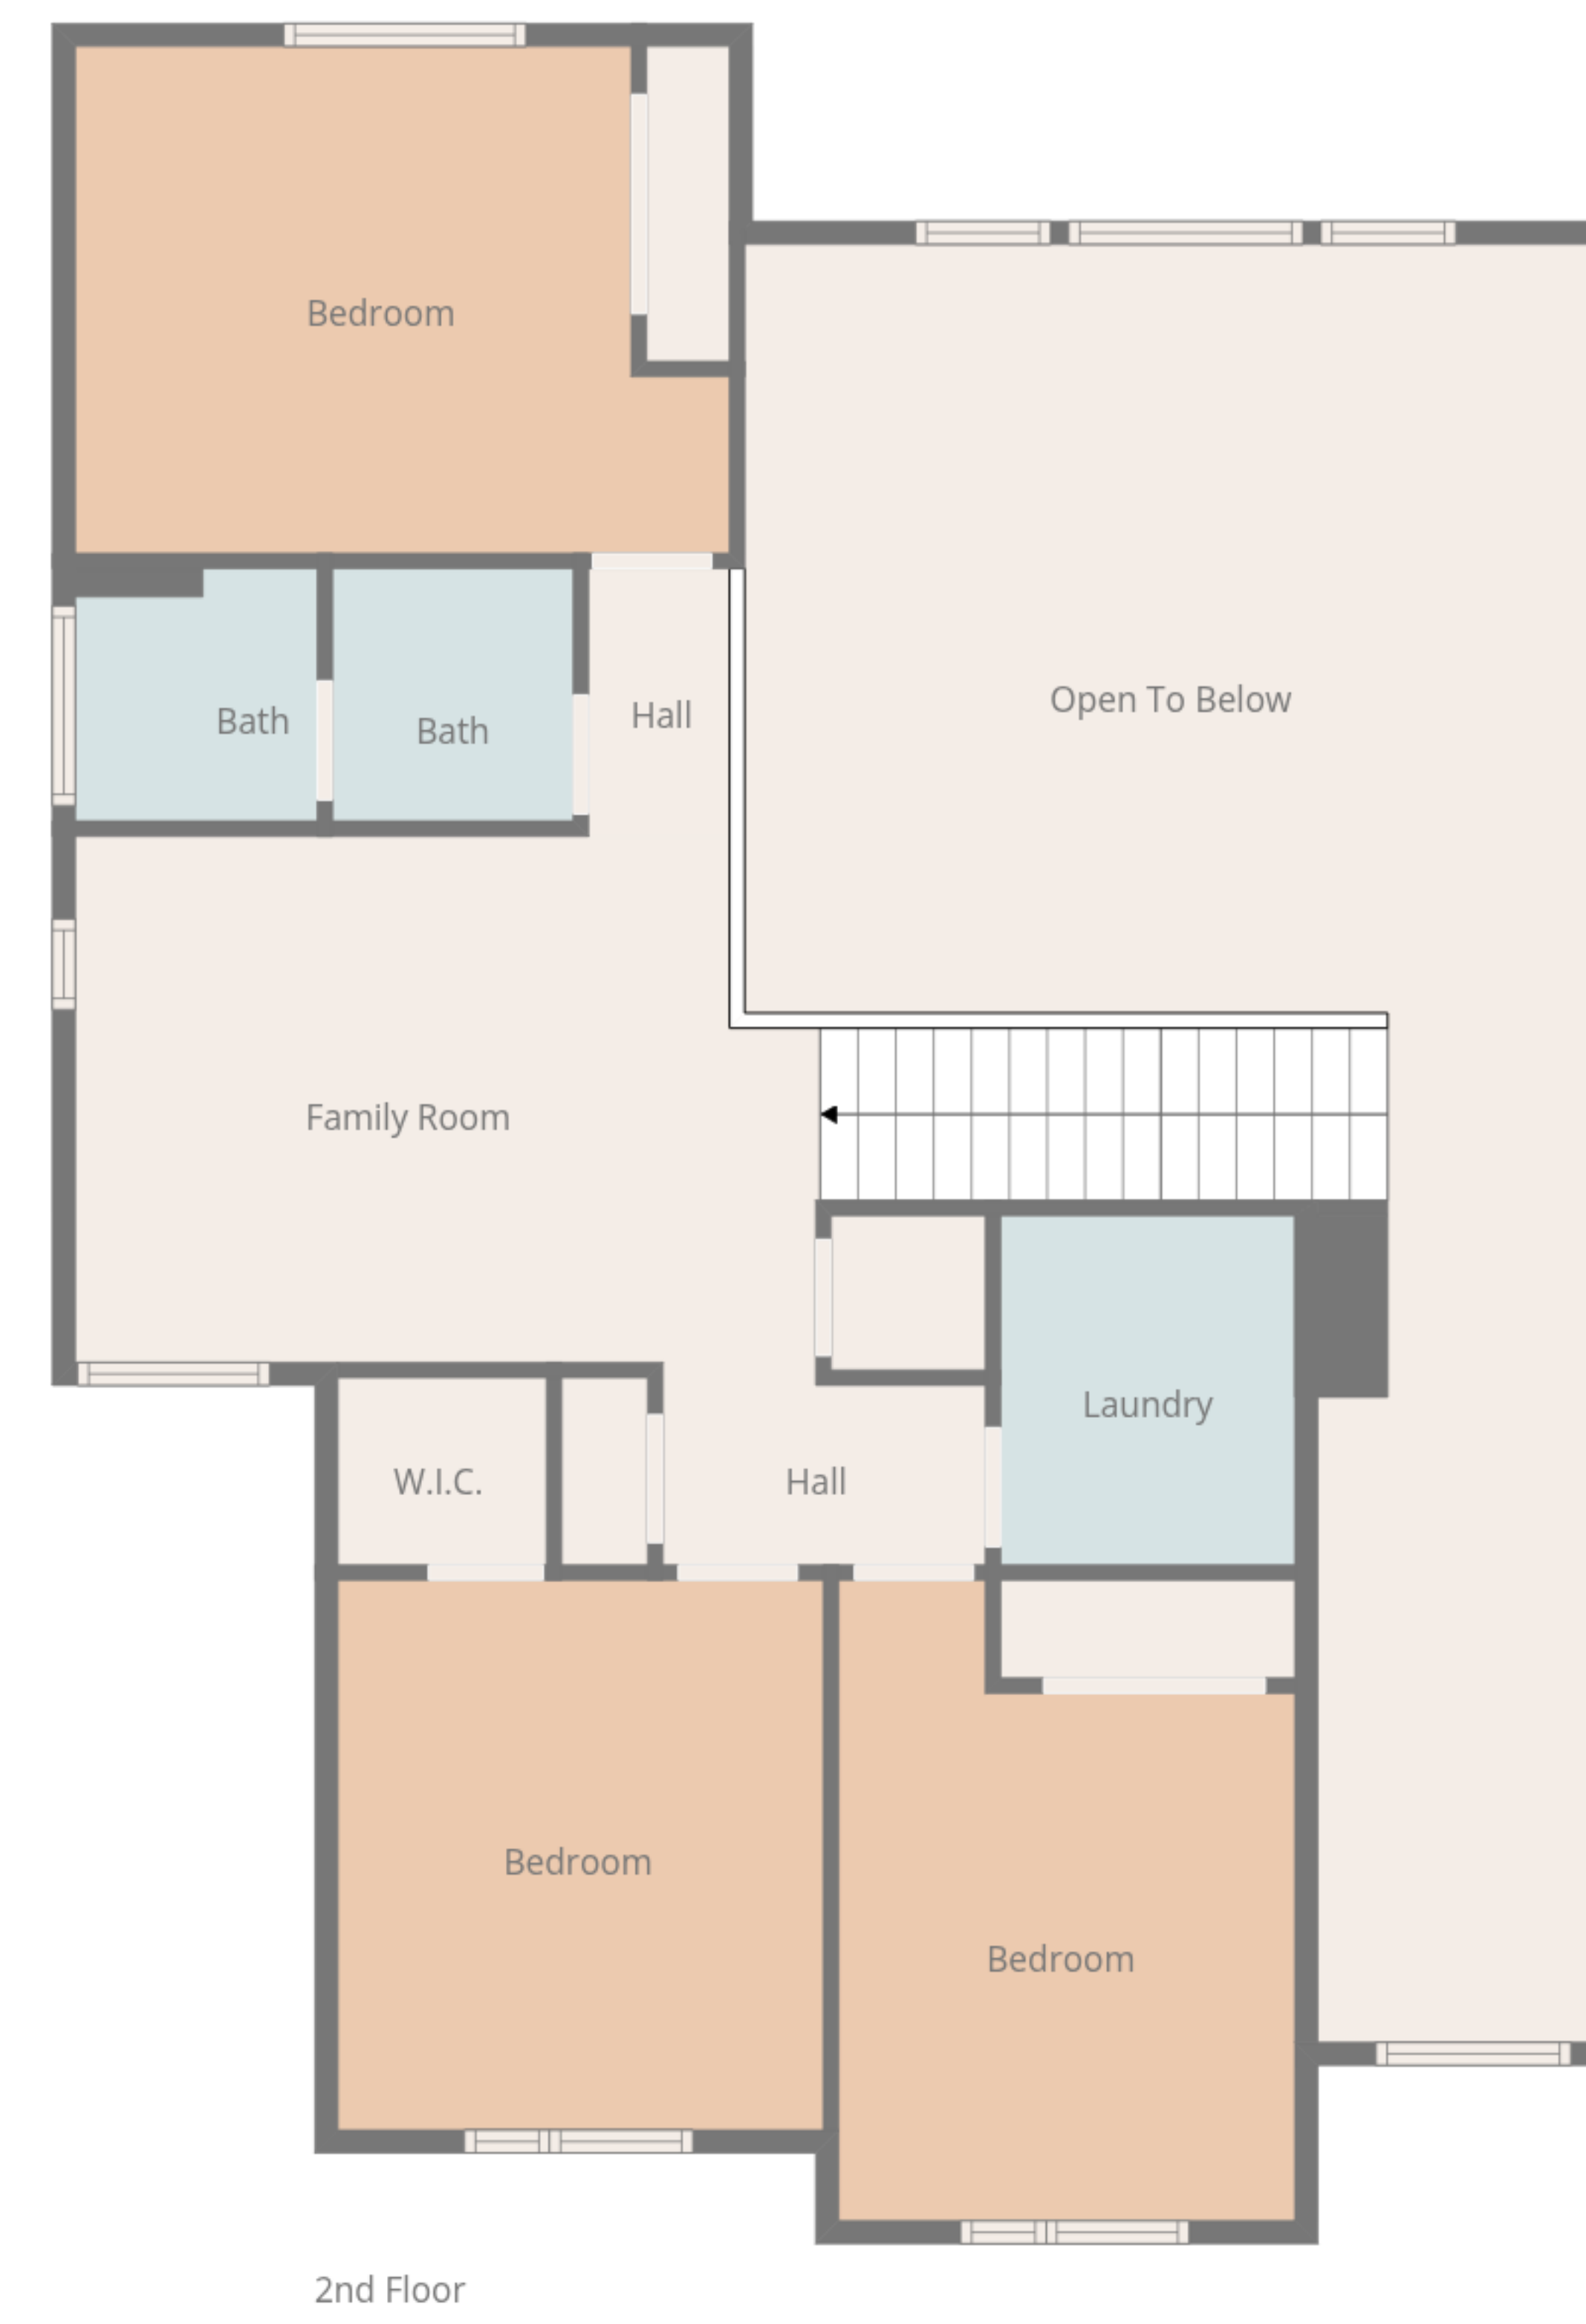 Bedroom
Open To Below
Hall
Bath
Bath
Family Room
Laundry
W.I.C.
Hall
Bedroom
Bedroom
2nd Floor